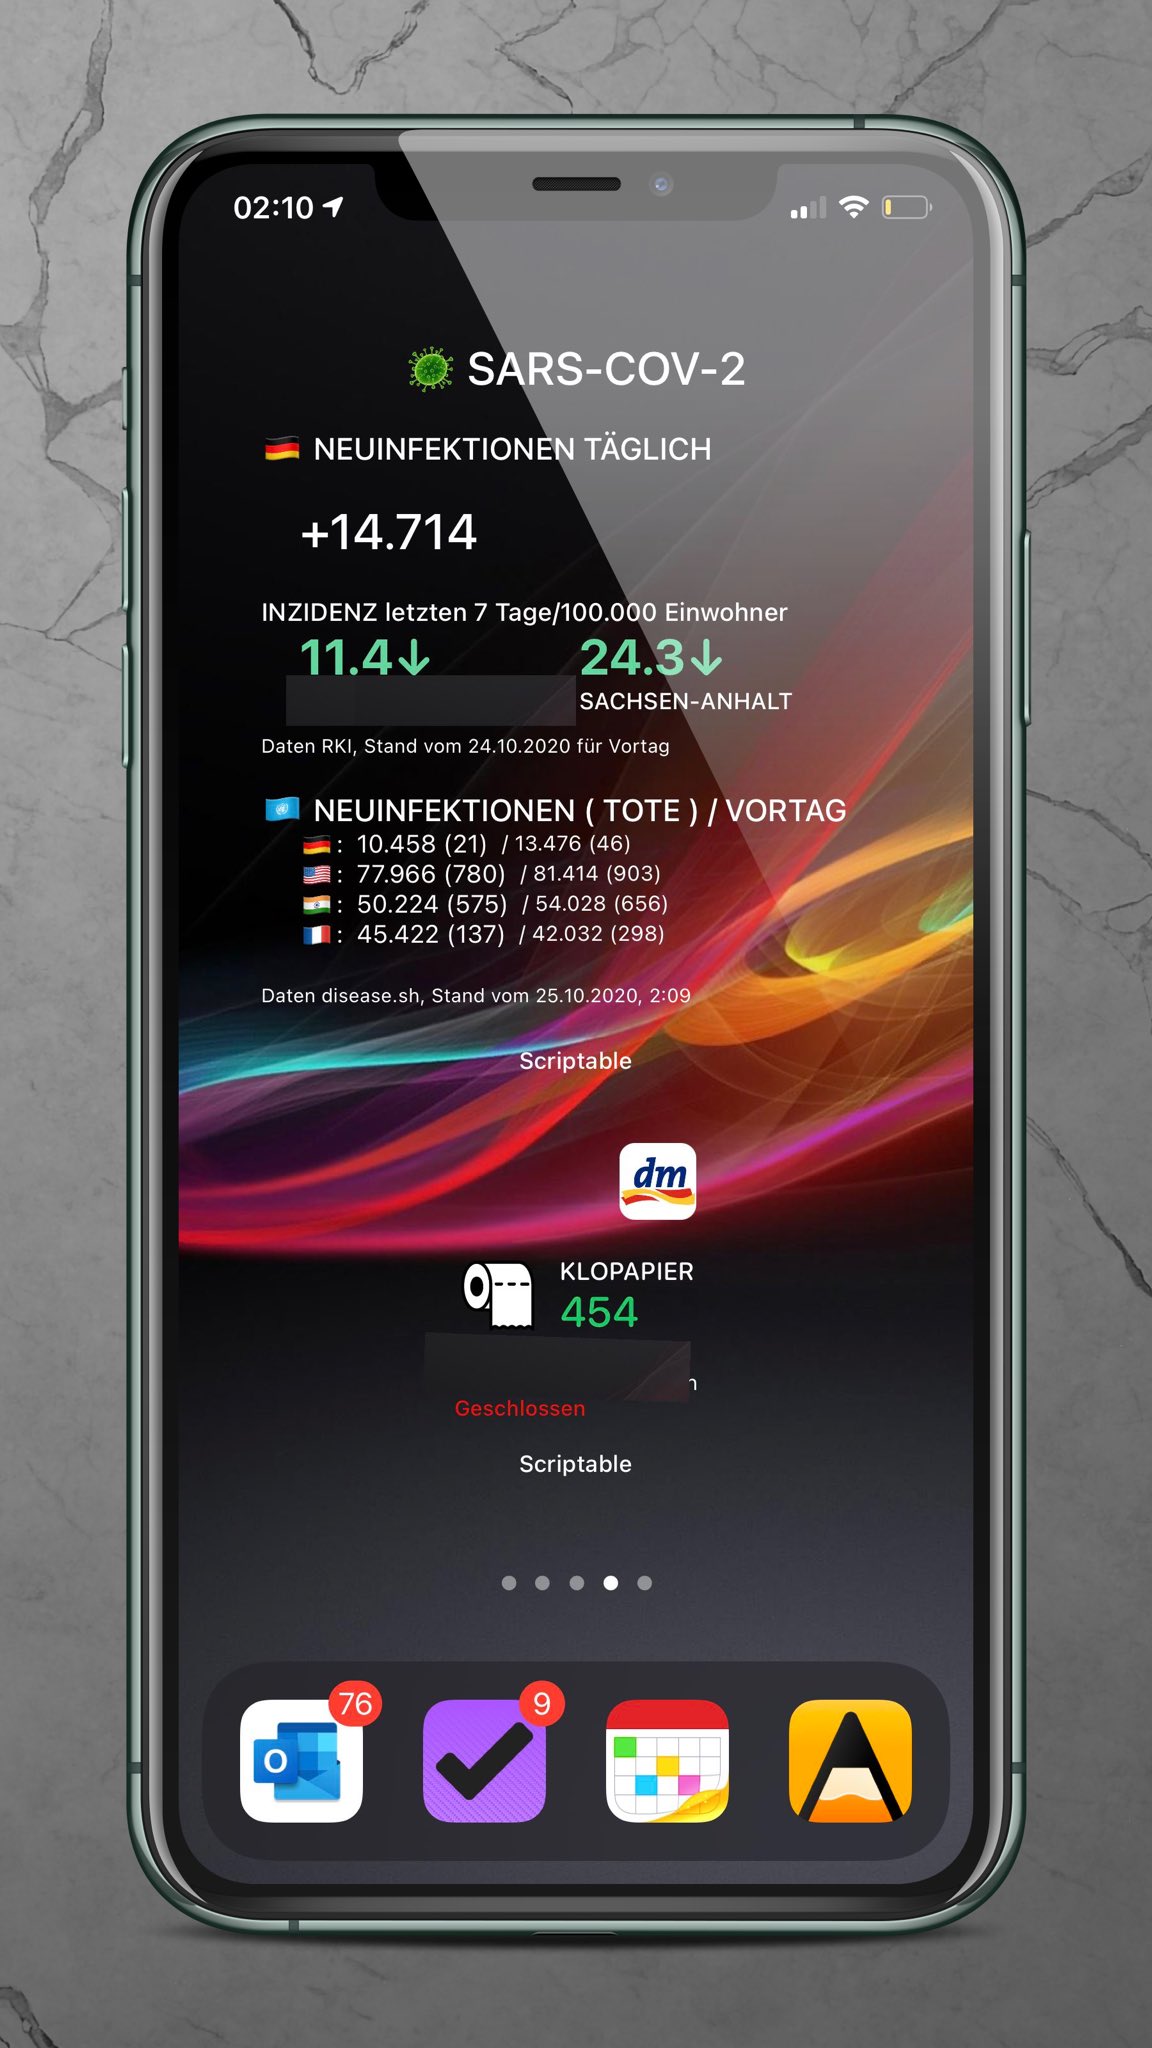 02:10
SARS-COV-2
NEUINFEKTIONEN TÄGLICH
+14.714
INZIDENZ letzten 7 Tage/100.000 Einwohner
11.4↓ 24.3↓
SACHSEN-ANHALT
Daten RKI, Stand vom 24.10.2020 für Vortag
NEUINFEKTIONEN ( TOTE ) / VORTAG
: 10.458 (21) / 13.476 (46)
: 77.966 (780) / 81.414 (903)
: 50.224 (575) / 54.028 (656)
: 45.422 (137) / 42.032 (298)
Daten disease.sh, Stand vom 25.10.2020, 2:09
Scriptable
dm
KLOPAPIER
454
n
Geschlossen
Scriptable
76
9
O